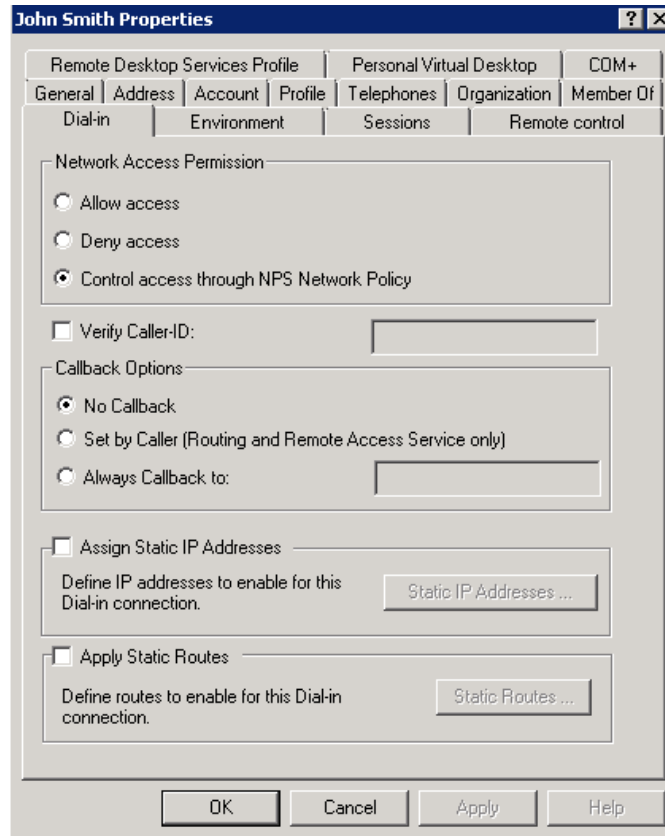 John Smith Properties
Remote Desktop Services Profile Personal Virtual Desktop COM+
General Address Account Profile Telephones Organization Member Of
Dial-in Environment Sessions Remote control
Network Access Permission
Allow access
Deny access
Control access through NPS Network Policy
Verify Caller-ID:
Callback Options
No Callback
Set by Caller (Routing and Remote Access Service only)
Always Callback to:
Assign Static IP Addresses
Define IP addresses to enable for this
Dial-in connection.
Static IP Addresses ...
Apply Static Routes
Define routes to enable for this Dial-in
connection.
Static Routes ...
OK Cancel Apply Help